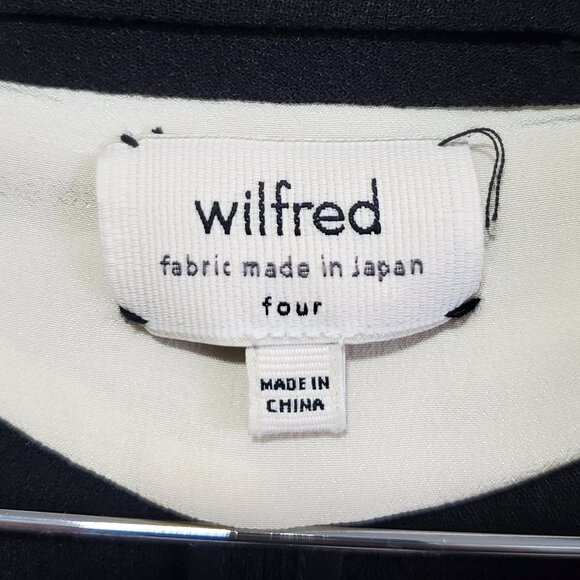 wilfred
fabric made in Japan
four
MADE IN
CHINA